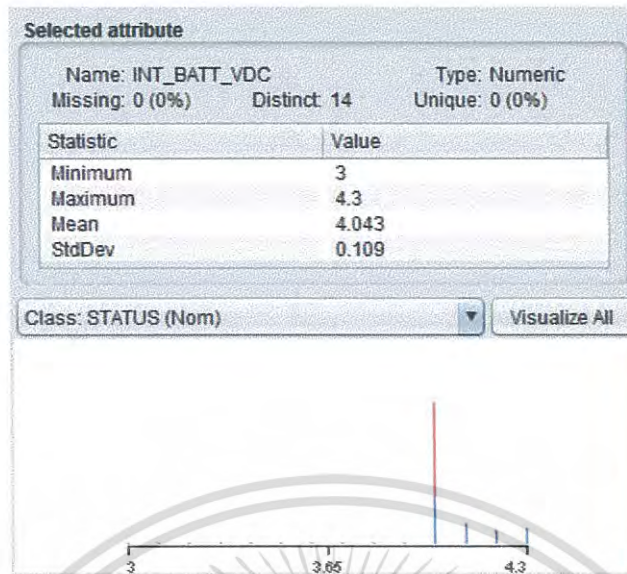 Selected attribute
Name: INT_BATT_VDC Type: Numeric
Missing: 0 (0%) Distinct: 14 Unique: 0 (0%)
Statistic Value
Minimum 3
Maximum 4.3
Mean 4.043
StdDev 0.109
Class: STATUS (Nom) Visualize All
3 3.65 4.3